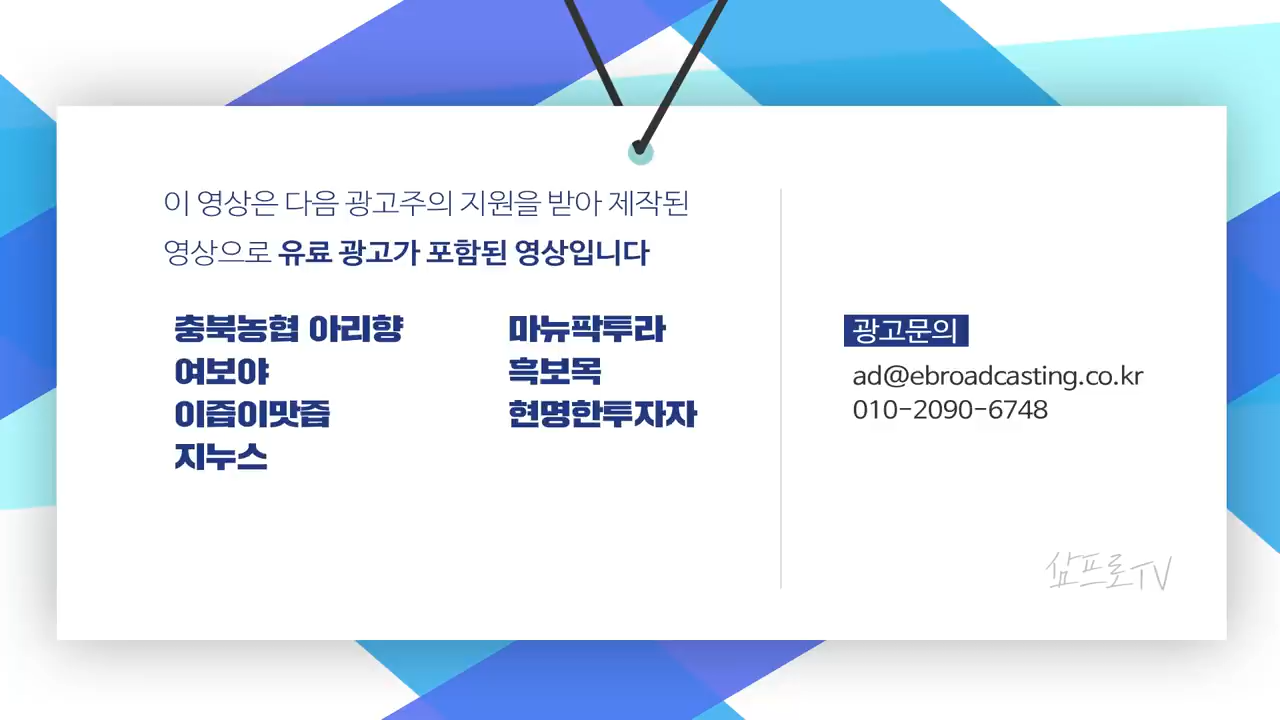 이 영상은 다음 광고주의 지원을 받아 제작된
영상으로 유료 광고가 포함된 영상입니다
충북농협 아리향
여보야
이즙이맛즙
지누스
마뉴팍투라
흑보목
현명한투자자
광고문의
ad@ebroadcasting.co.kr
010-2090-6748
삼프로TV